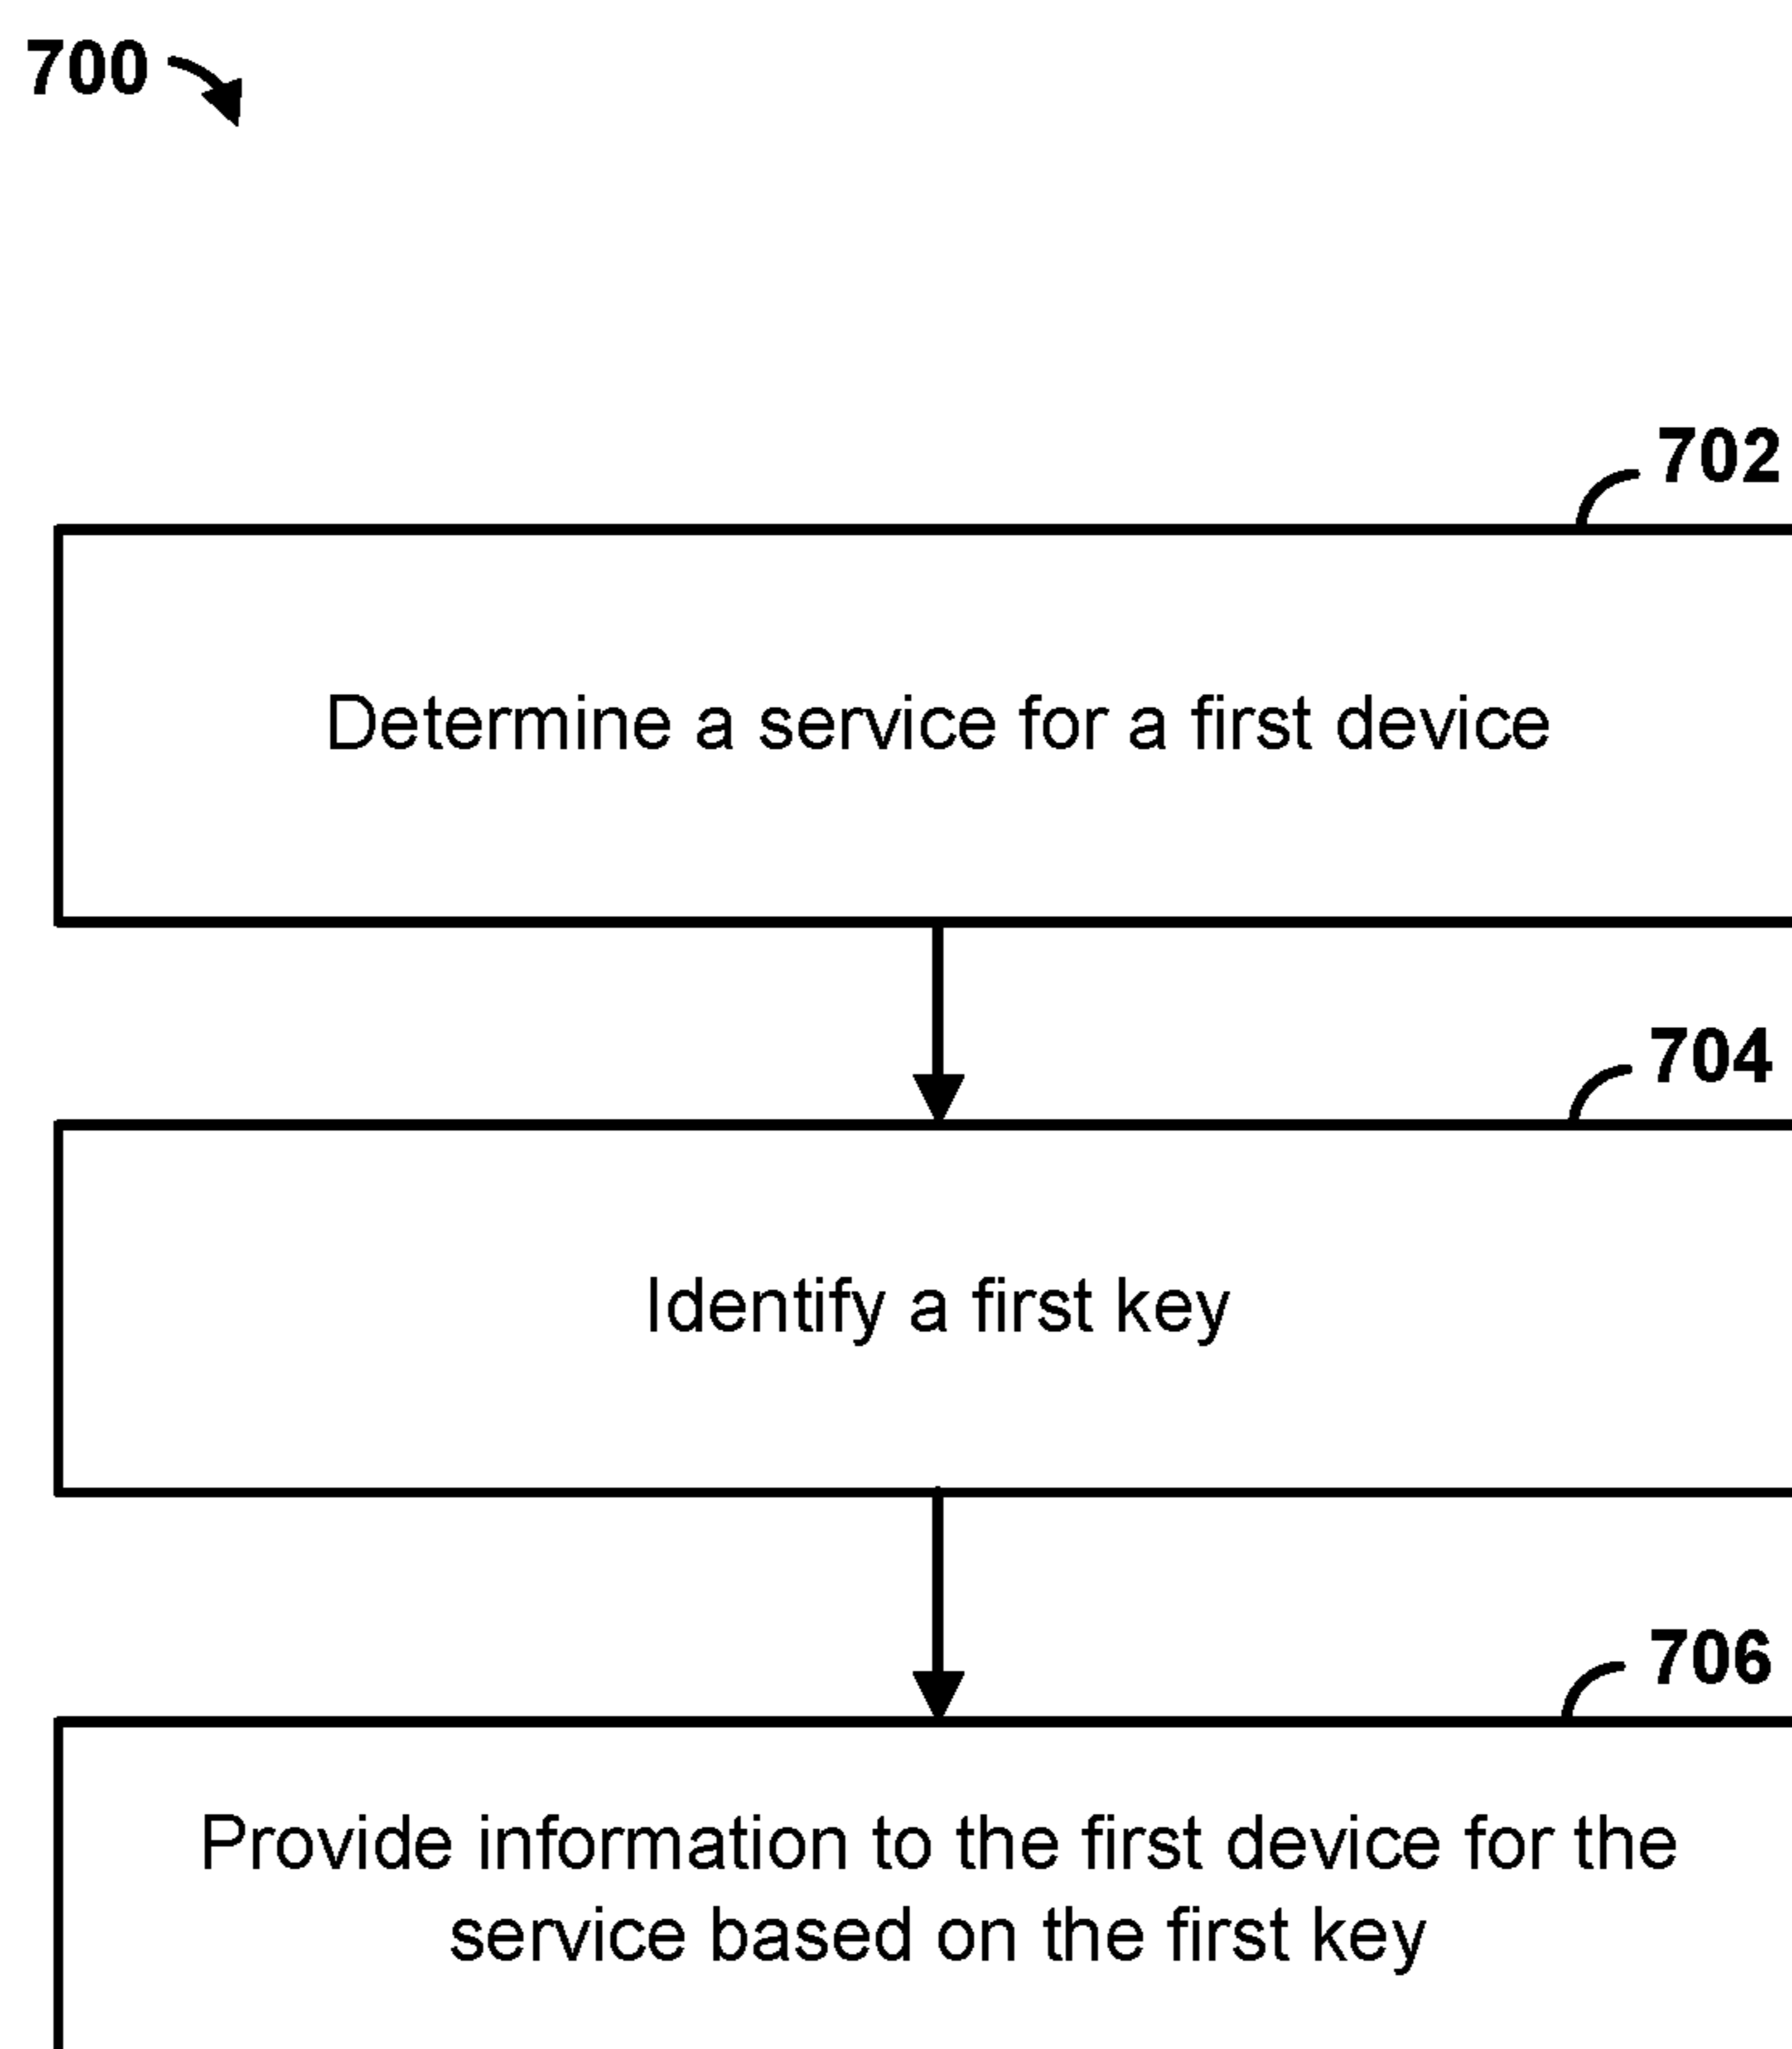 700
702
Determine a service for a first device
704
Identify a first key
706
Provide information to the first device for the
service based on the first key